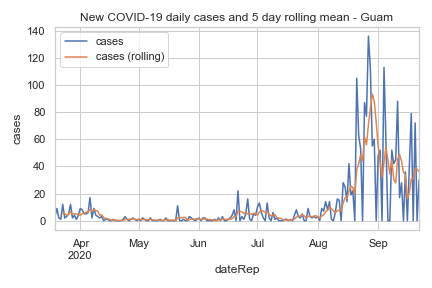 New COVID-19 daily cases and 5 day rolling mean - Guam
cases
cases (rolling)
140
120
100
80
60
40
20
0
cases
Apr
2020
May
Jun
Jul
Aug
Sep
dateRep